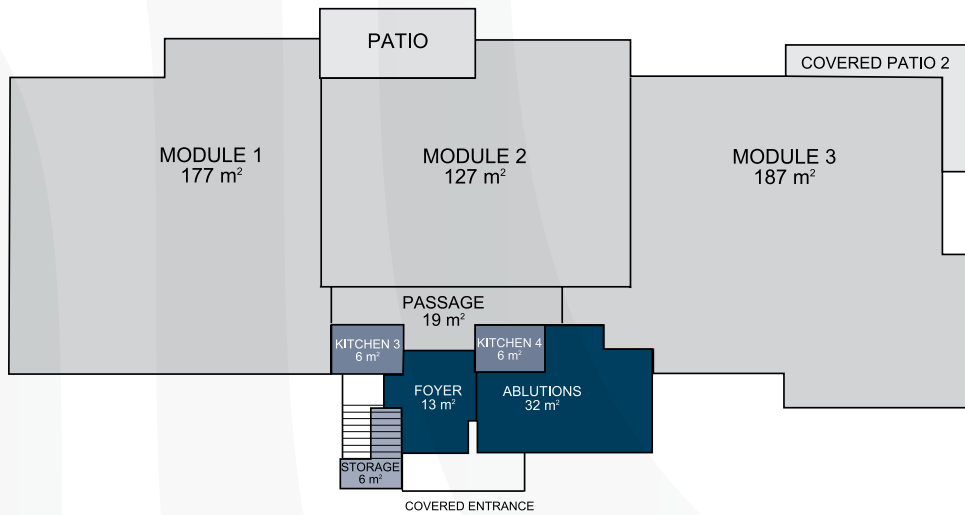 PATIO
COVERED PATIO 2
MODULE 1
177 m²
MODULE 2
127 m²
MODULE 3
187 m²
PASSAGE
19 m²
KITCHEN 3
6 m²
KITCHEN 4
6 m²
FOYER
13 m²
ABLUTIONS
32 m²
STORAGE
6 m²
COVERED ENTRANCE